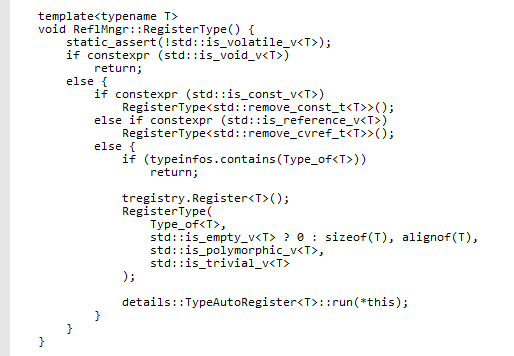 template<typename T>
void ReflMngr::RegisterType() {
    static_assert(!std::is_volatile_v<T>);
    if constexpr (std::is_void_v<T>)
        return;
    else {
        if constexpr (std::is_const_v<T>)
            RegisterType<std::remove_const_t<T>>();
        else if constexpr (std::is_reference_v<T>)
            RegisterType<std::remove_cvref_t<T>>();
        else {
            if (typeinfos.contains(Type_of<T>))
                return;

            tregistry.Register<T>();
            RegisterType(
                Type_of<T>,
                std::is_empty_v<T> ? 0 : sizeof(T), alignof(T),
                std::is_polymorphic_v<T>,
                std::is_trivial_v<T>
            );

            details::TypeAutoRegister<T>::run(*this);
        }
    }
}